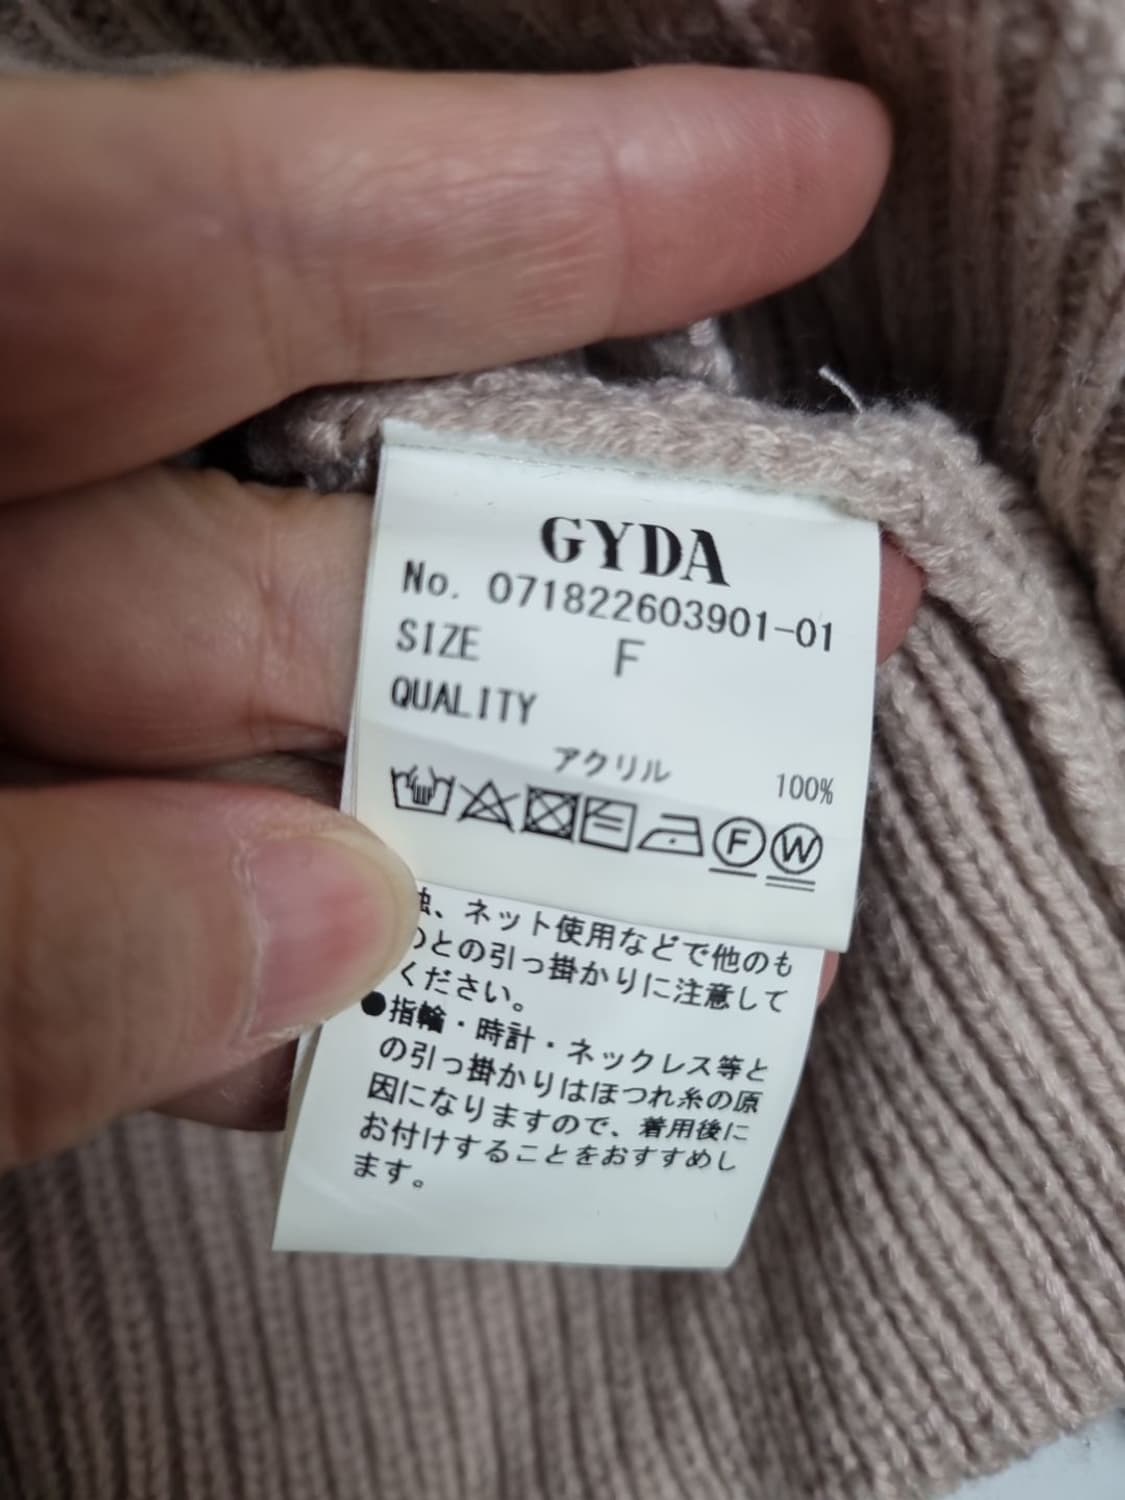 GYDA
No. 071822603901-01
SIZE F
QUALITY
アクリル 100%
F W
、ネット使用などで他のも
のとの引っ掛かりに注意して
ください。
●指輪・時計・ネックレス等と
の引っ掛かりはほつれ糸の原
因になりますので、着用後に
お付けすることをおすすめし
ます。